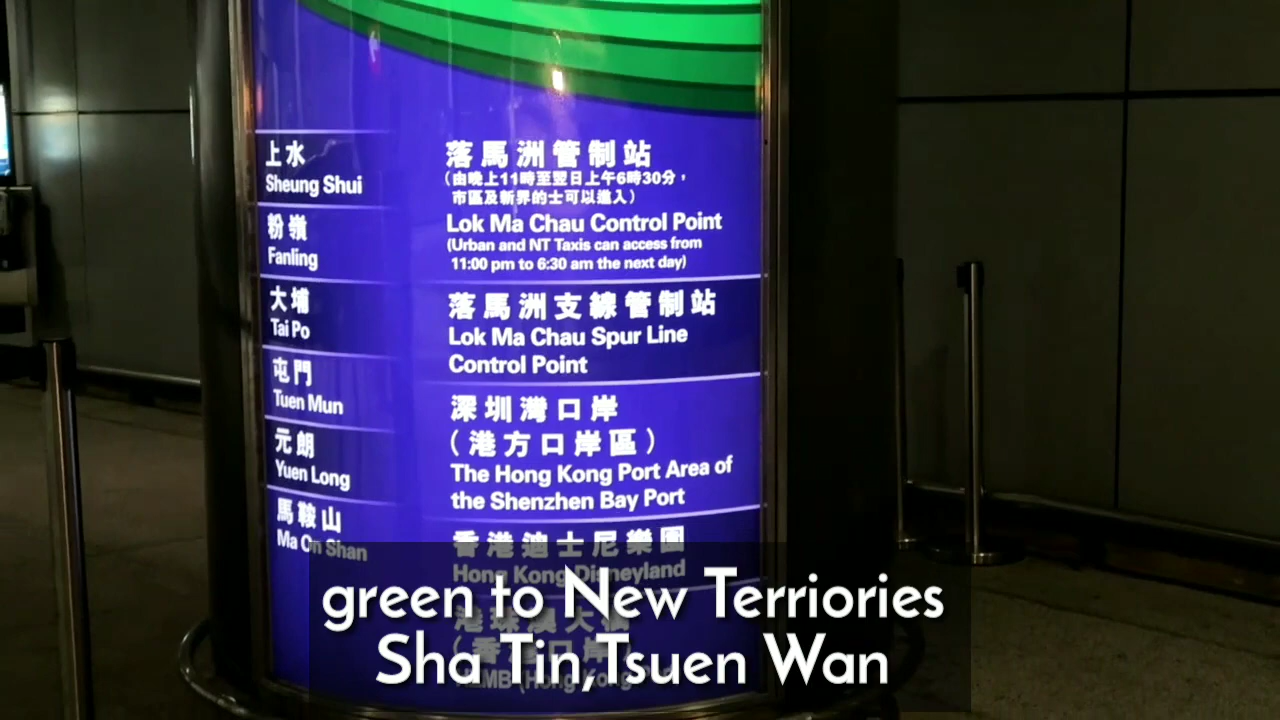 上水
Sheung Shui
粉嶺
Fanling
大埔
Tai Po
屯門
Tuen Mun
元朗
Yuen Long
馬鞍山
Ma On Shan
落馬洲管制站
(由晚上11時至翌日上午6時30分，
市區及新界的士可以進入)
Lok Ma Chau Control Point
(Urban and NT Taxis can access from
11:00 pm to 6:30 am the next day)
落馬洲支線管制站
Lok Ma Chau Spur Line
Control Point
深圳灣口岸
(港方口岸區)
The Hong Kong Port Area of
the Shenzhen Bay Port
香港迪士尼樂園
Hong Kong Disneyland
港珠澳大橋
green to New Terriories
Sha Tin,Tsuen Wan